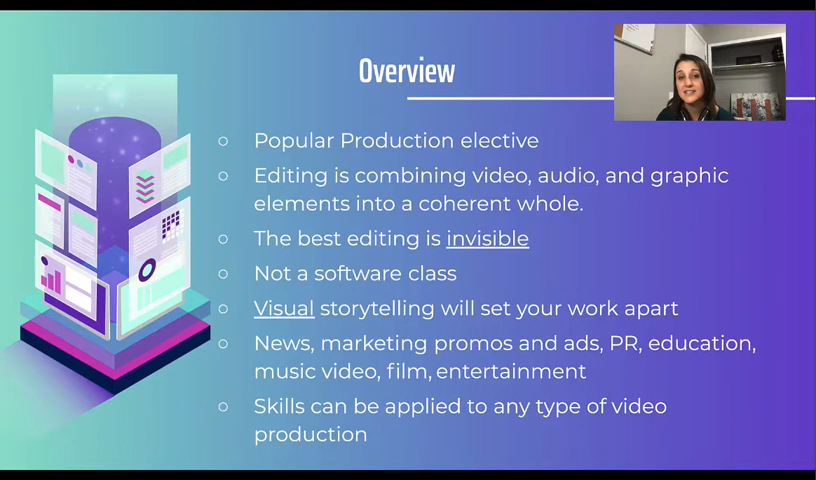 Overview
Popular Production elective
Editing is combining video, audio, and graphic
elements into a coherent whole.
The best editing is invisible
Not a software class
Visual storytelling will set your work apart
News, marketing promos and ads, PR, education,
music video, film, entertainment
Skills can be applied to any type of video
production